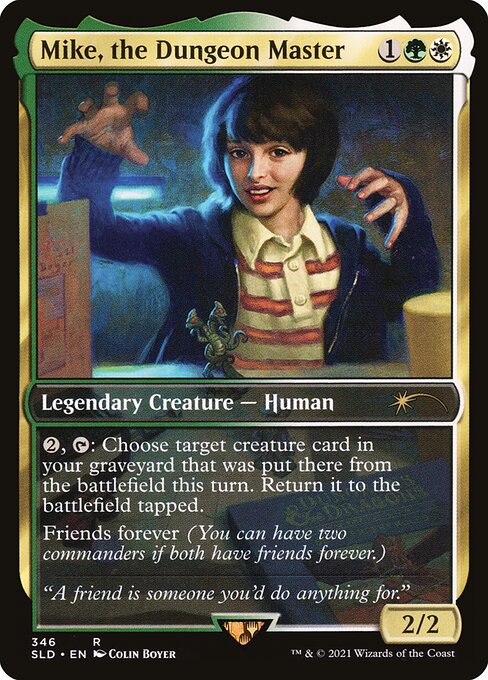 Mike, the Dungeon Master 1
Legendary Creature — Human
2, : Choose target creature card in
your graveyard that was put there from
the battlefield this turn. Return it to the
battlefield tapped.
Friends forever (You can have two
commanders if both have friends forever.)
“A friend is someone you’d do anything for.”
2/2
346 R
SLD • EN Colin Boyer
™ & © 2021 Wizards of the Coast